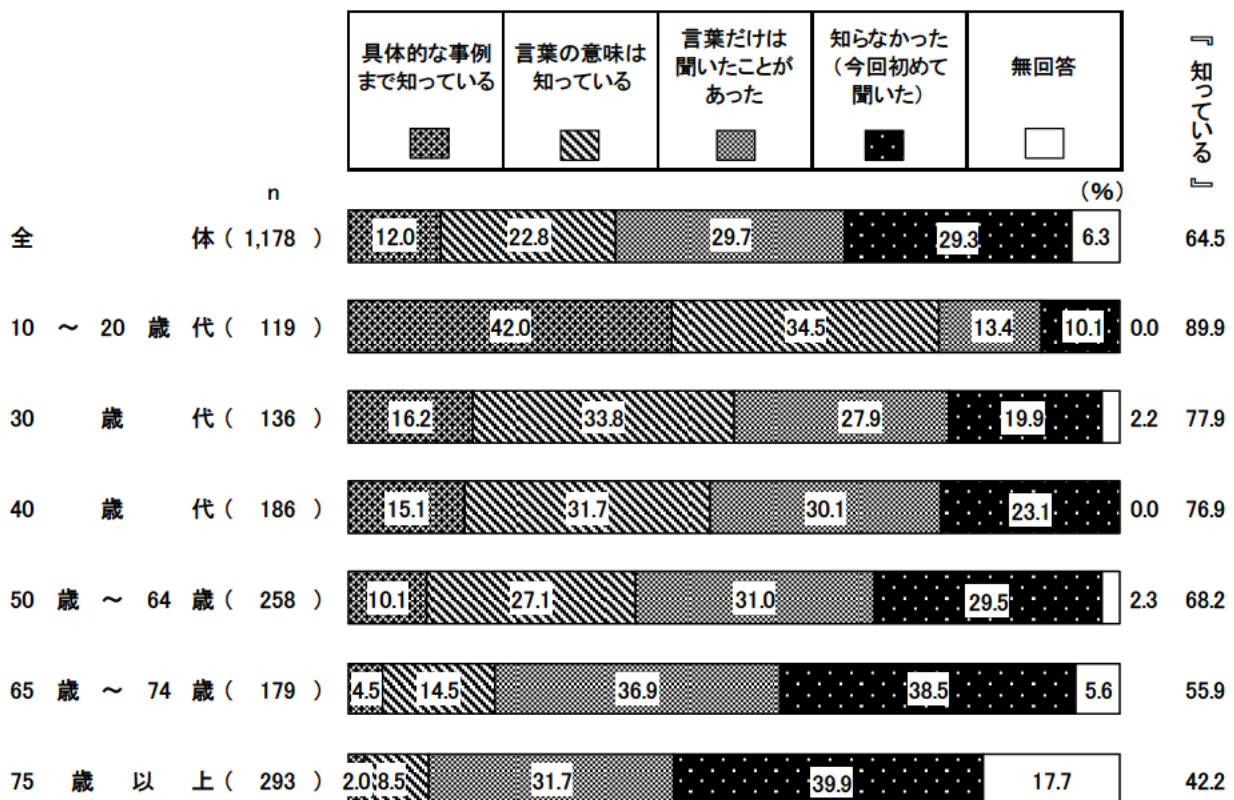 具体的な事例
まで知っている
言葉の意味は
知っている
言葉だけは
聞いたことが
あった
知らなかった
（今回初めて
聞いた）
無回答
『知っている』
n
(％)
全 体 ( 1,178 ) 12.0 22.8 29.7 29.3 6.3 64.5
10 ～ 20 歳 代 ( 119 ) 42.0 34.5 13.4 10.1 0.0 89.9
30 歳 代 ( 136 ) 16.2 33.8 27.9 19.9 2.2 77.9
40 歳 代 ( 186 ) 15.1 31.7 30.1 23.1 0.0 76.9
50 歳 ～ 64 歳 ( 258 ) 10.1 27.1 31.0 29.5 2.3 68.2
65 歳 ～ 74 歳 ( 179 ) 4.5 14.5 36.9 38.5 5.6 55.9
75 歳 以 上 ( 293 ) 2.0 8.5 31.7 39.9 17.7 42.2